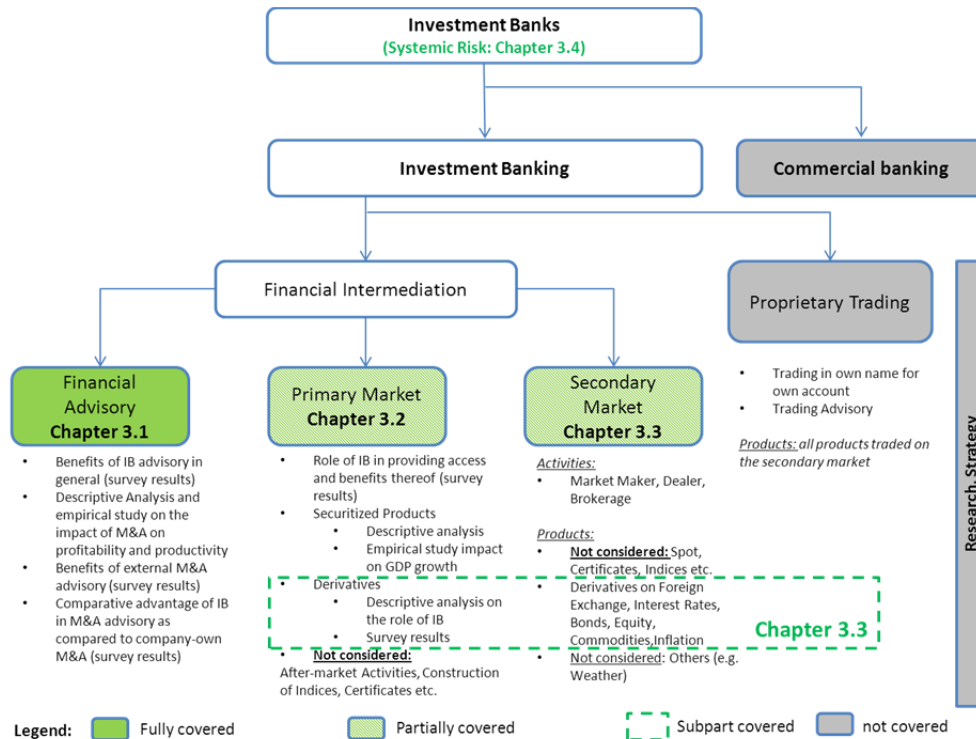 Investment Banks
(Systemic Risk: Chapter 3.4)
Investment Banking
Commercial banking
Financial Intermediation
Proprietary Trading
Financial
Advisory
Chapter 3.1
Primary Market
Chapter 3.2
Secondary
Market
Chapter 3.3
• Trading in own name for
own account
• Trading Advisory
Products: all products traded on
the secondary market
• Benefits of IB advisory in
general (survey results)
• Descriptive Analysis and
empirical study on the
impact of M&A on
profitability and productivity
• Benefits of external M&A
advisory (survey results)
• Comparative advantage of IB
in M&A advisory as
compared to company-own
M&A (survey results)
• Role of IB in providing access
and benefits thereof (survey
results)
• Securitized Products
• Descriptive analysis
• Empirical study impact
on GDP growth
• Derivatives
• Descriptive analysis on
the role of IB
• Survey results
• Not considered:
After-market Activities, Construction
of Indices, Certificates etc.
Activities:
• Market Maker, Dealer,
Brokerage
Products:
• Not considered: Spot,
Certificates, Indices etc.
• Derivatives on Foreign
Exchange, Interest Rates,
Bonds, Equity,
Commodities,Inflation
• Not considered: Others (e.g.
Weather)
Chapter 3.3
Research, Strategy
Legend:
Fully covered
Partially covered
Subpart covered
not covered